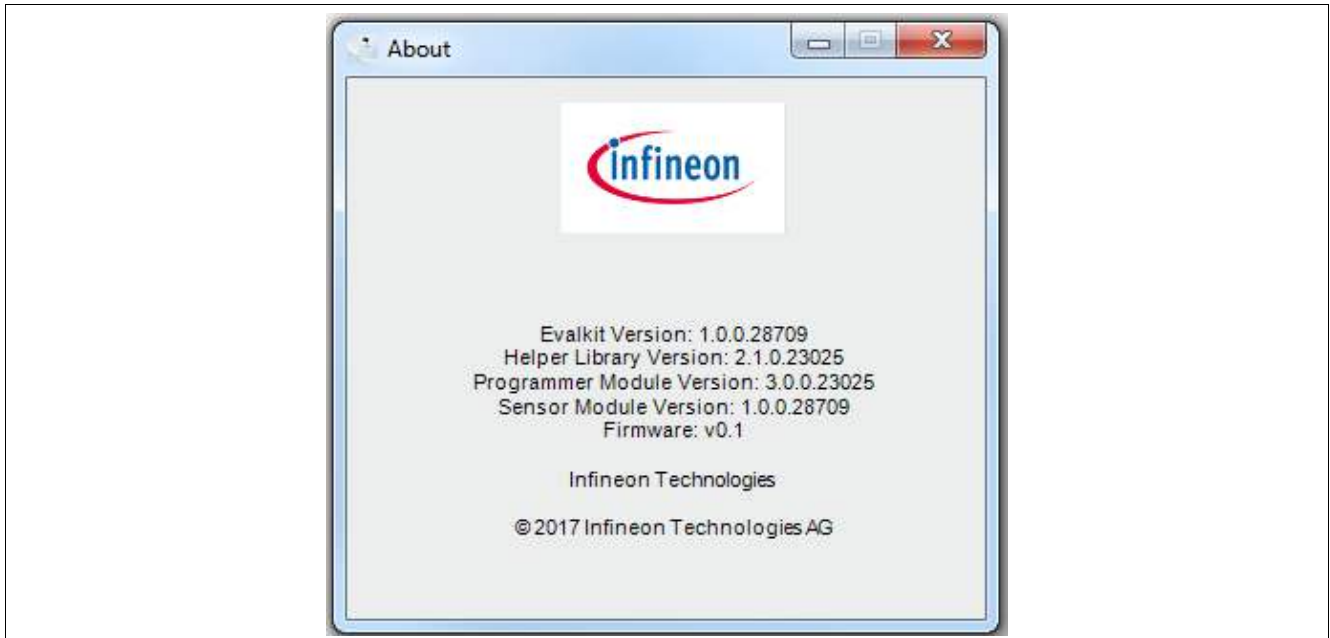 About
infineon
Evalkit Version: 1.0.0.28709
Helper Library Version: 2.1.0.23025
Programmer Module Version: 3.0.0.23025
Sensor Module Version: 1.0.0.28709
Firmware: v0.1
Infineon Technologies
©2017 Infineon Technologies AG